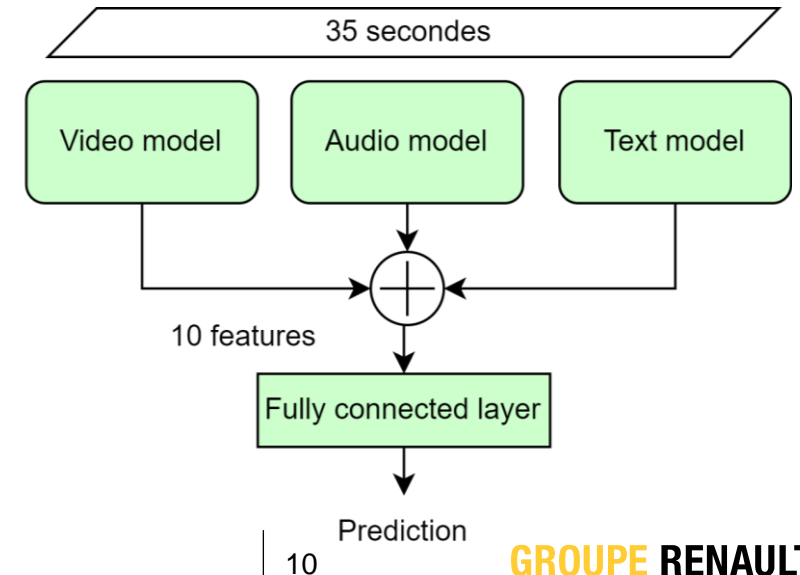 35 secondes
Video model
Audio model
Text model
10 features
Fully connected layer
Prediction
10
GROUPE RENAULT